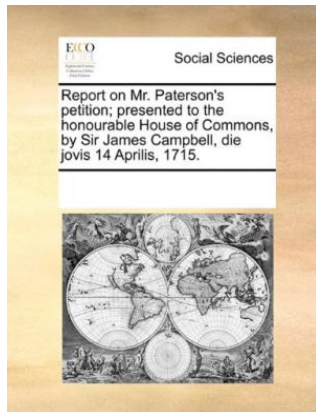 ECCO
Social Sciences
Report on Mr. Paterson's
petition; presented to the
honourable House of Commons,
by Sir James Campbell, die
jovis 14 Aprilis, 1715.